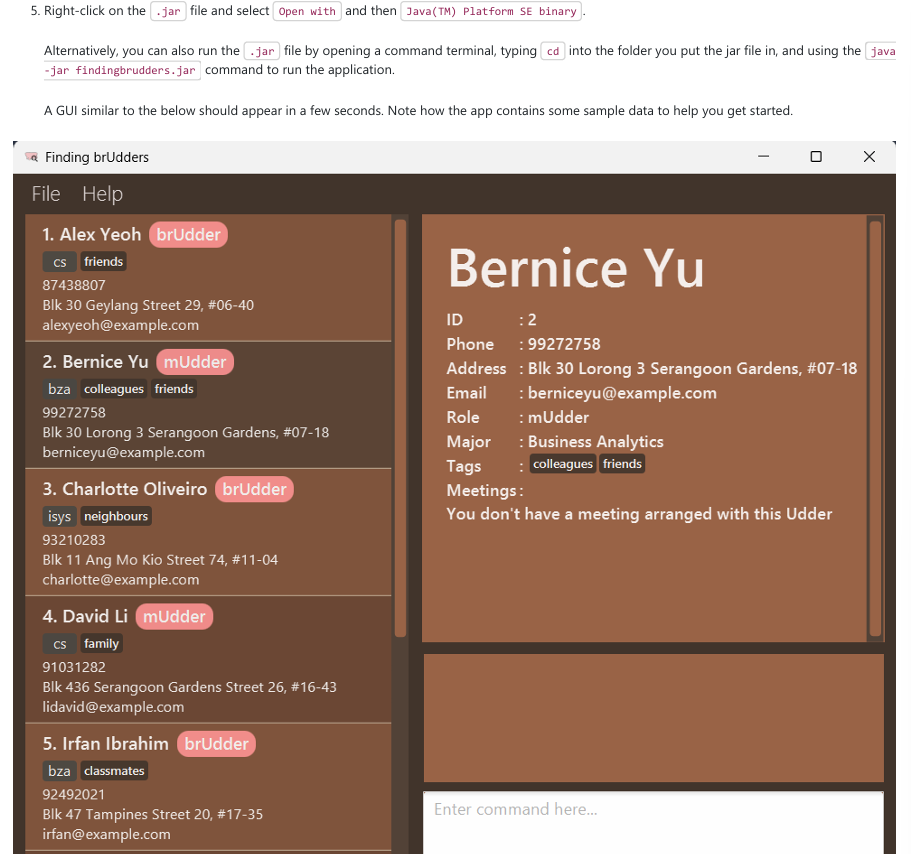 5. Right-click on the .jar file and select Open with and then Java(TM) Platform SE binary.
Alternatively, you can also run the .jar file by opening a command terminal, typing cd into the folder you put the jar file in, and using the java
-jar findingbrudders.jar command to run the application.
A GUI similar to the below should appear in a few seconds. Note how the app contains some sample data to help you get started.
Finding brUdders
File Help
1. Alex Yeoh brUdder
cs friends
87438807
Blk 30 Geylang Street 29, #06-40
alexyeoh@example.com
2. Bernice Yu mUdder
bza colleagues friends
99272758
Blk 30 Lorong 3 Serangoon Gardens, #07-18
berniceyu@example.com
3. Charlotte Oliveiro brUdder
isys neighbours
93210283
Blk 11 Ang Mo Kio Street 74, #11-04
charlotte@example.com
4. David Li mUdder
cs family
91031282
Blk 436 Serangoon Gardens Street 26, #16-43
lidavid@example.com
5. Irfan Ibrahim brUdder
bza classmates
92492021
Blk 47 Tampines Street 20, #17-35
irfan@example.com
Bernice Yu
ID : 2
Phone : 99272758
Address : Blk 30 Lorong 3 Serangoon Gardens, #07-18
Email : berniceyu@example.com
Role : mUdder
Major : Business Analytics
Tags : colleagues friends
Meetings :
You don't have a meeting arranged with this Udder
Enter command here...